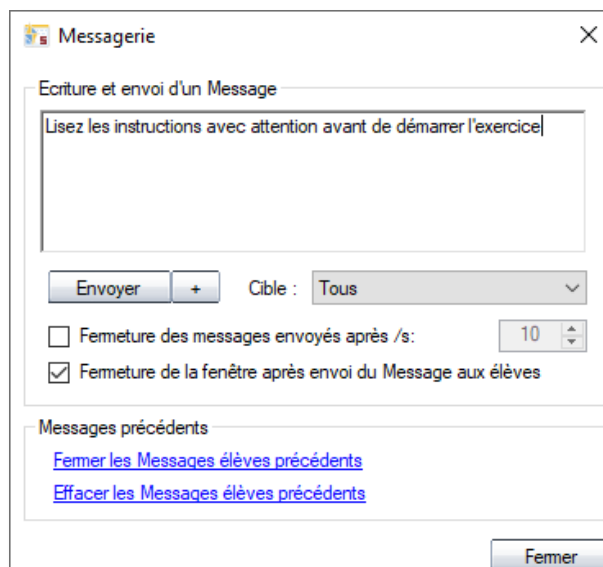 Messagerie
Ecriture et envoi d'un Message
Lisez les instructions avec attention avant de démarrer l'exercice
Envoyer + Cible : Tous
Fermeture des messages envoyés après /s: 10
Fermeture de la fenêtre après envoi du Message aux élèves
Messages précédents
Fermer les Messages élèves précédents
Effacer les Messages élèves précédents
Fermer